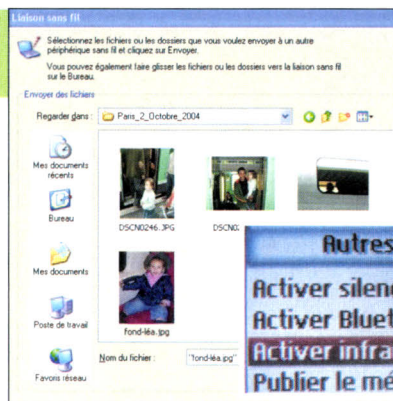 Liaison sans fil
Sélectionnez les fichiers ou les dossiers que vous voulez envoyer à un autre
périphérique sans fil et cliquez sur Envoyer.
Vous pouvez également faire glisser les fichiers ou les dossiers vers la liaison sans fil
sur le Bureau.
Envoyer des fichiers
Regarder dans :
Paris_2_Octobre_2004
Mes documents
récents
Bureau
Mes documents
Poste de travail
Favoris réseau
DSCN0246.JPG
DSCN02
fond-léa.jpg
Nom du fichier :
"fond-léa.jpg"
Autres
Activer silen
Activer Bluet
Activer infra
Publier le mé